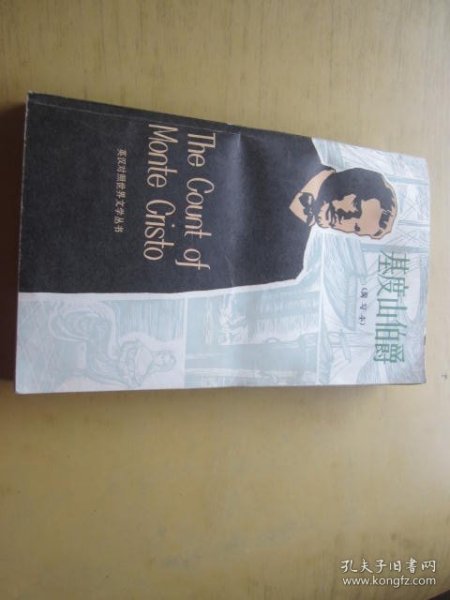 基度山伯爵
(简写本)
The Count of
Monte Cristo
英汉对照世界文学丛书
孔夫子旧书网
www.kongfz.com